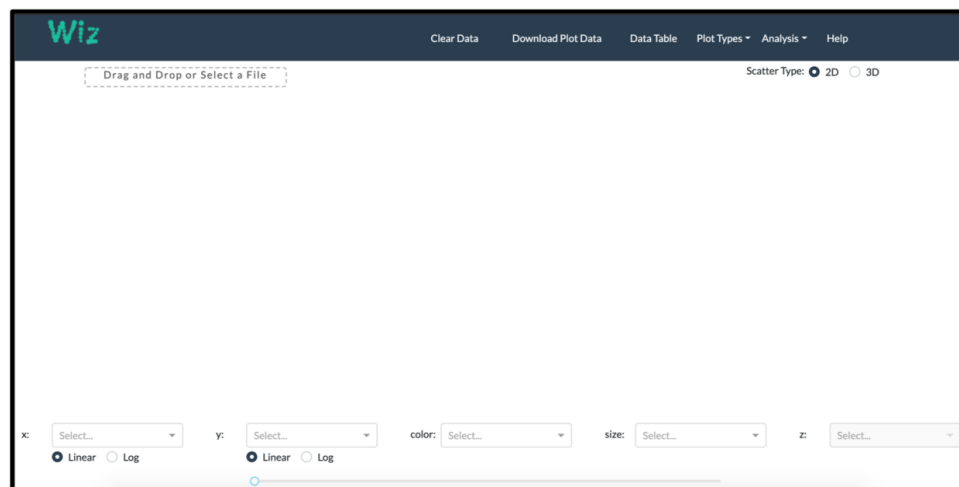 Wiz
Clear Data Download Plot Data Data Table Plot Types Analysis Help
Drag and Drop or Select a File
Scatter Type: 2D 3D
x: Select... y: Select... color: Select... size: Select... z: Select...
Linear Log Linear Log